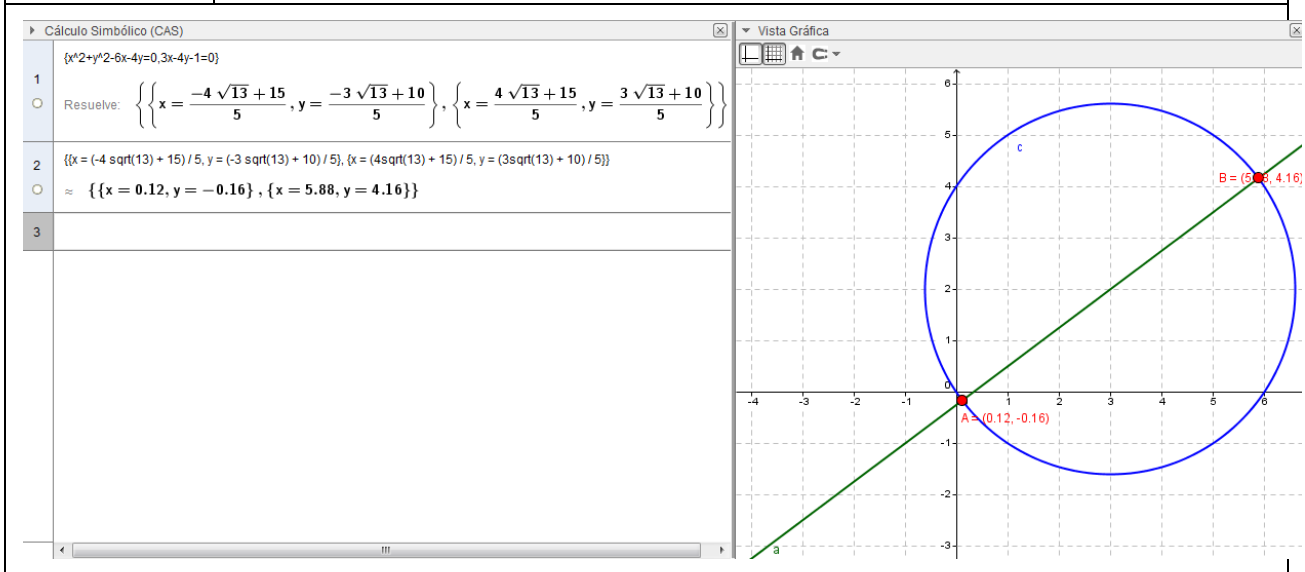 Cálculo Simbólico (CAS)
1
{x^2+y^2-6x-4y=0,3x-4y-1=0}
Resuelve: {{x = (-4 √13 + 15)/5, y = (-3 √13 + 10)/5}, {x = (4 √13 + 15)/5, y = (3 √13 + 10)/5}}
2
{{x = (-4 sqrt(13) + 15) / 5, y = (-3 sqrt(13) + 10) / 5}, {x = (4sqrt(13) + 15) / 5, y = (3sqrt(13) + 10) / 5}}
≈ {{x = 0.12, y = −0.16} , {x = 5.88, y = 4.16}}
3
Vista Gráfica
6
5
c
4
B = (5.88, 4.16)
3
2
1
0
-4 -3 -2 -1 1 2 3 4 5 6
A = (0.12, -0.16)
-1
-2
-3
a